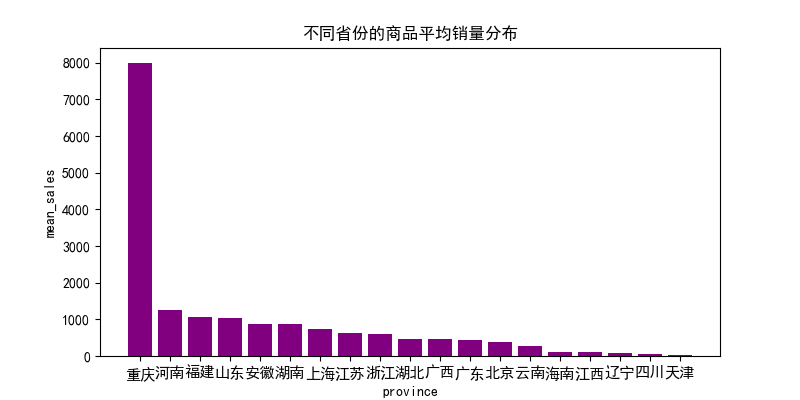 不同省份的商品平均销量分布
8000
7000
6000
5000
4000
3000
2000
1000
0
mean_sales
重庆 河南 福建 山东 安徽 湖南 上海 江苏 浙江 湖北 广西 广东 北京 云南 海南 江西 辽宁 四川 天津
province